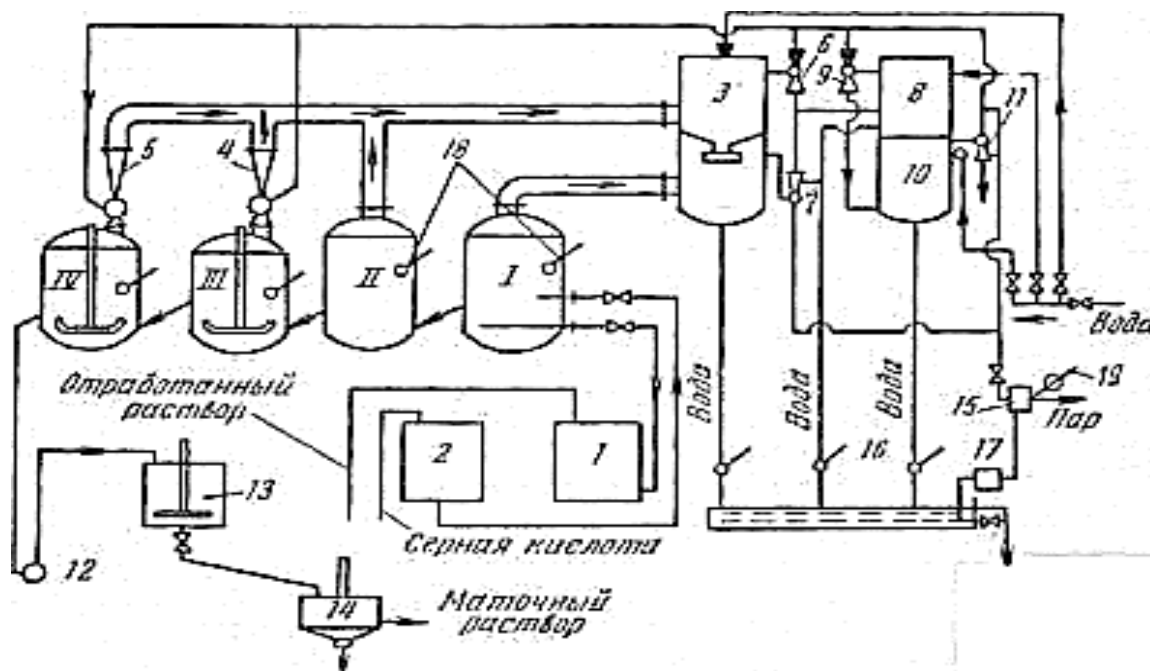 6
3
9
8
11
5
4
18
10
7
IV
III
II
I
Вода
Отработанный
раствор
Вода
Вода
Вода
19
15
Пар
2
1
16
17
13
Серная кислота
12
14
Маточный
раствор